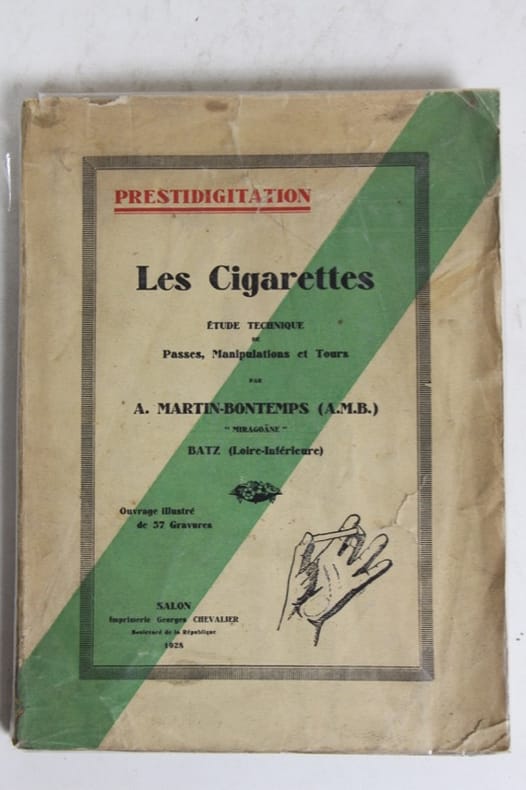 PRESTIDIGITATION
Les Cigarettes
ÉTUDE TECHNIQUE
DE
Passes, Manipulations et Tours
PAR
A. MARTIN-BONTEMPS (A.M.B.)
" MIRAGOÂNE "
BATZ (Loire-Inférieure)
Ouvrage illustré
de 57 Gravures
SALON
Imprimerie Georges CHEVALIER
Boulevard de la République
1928